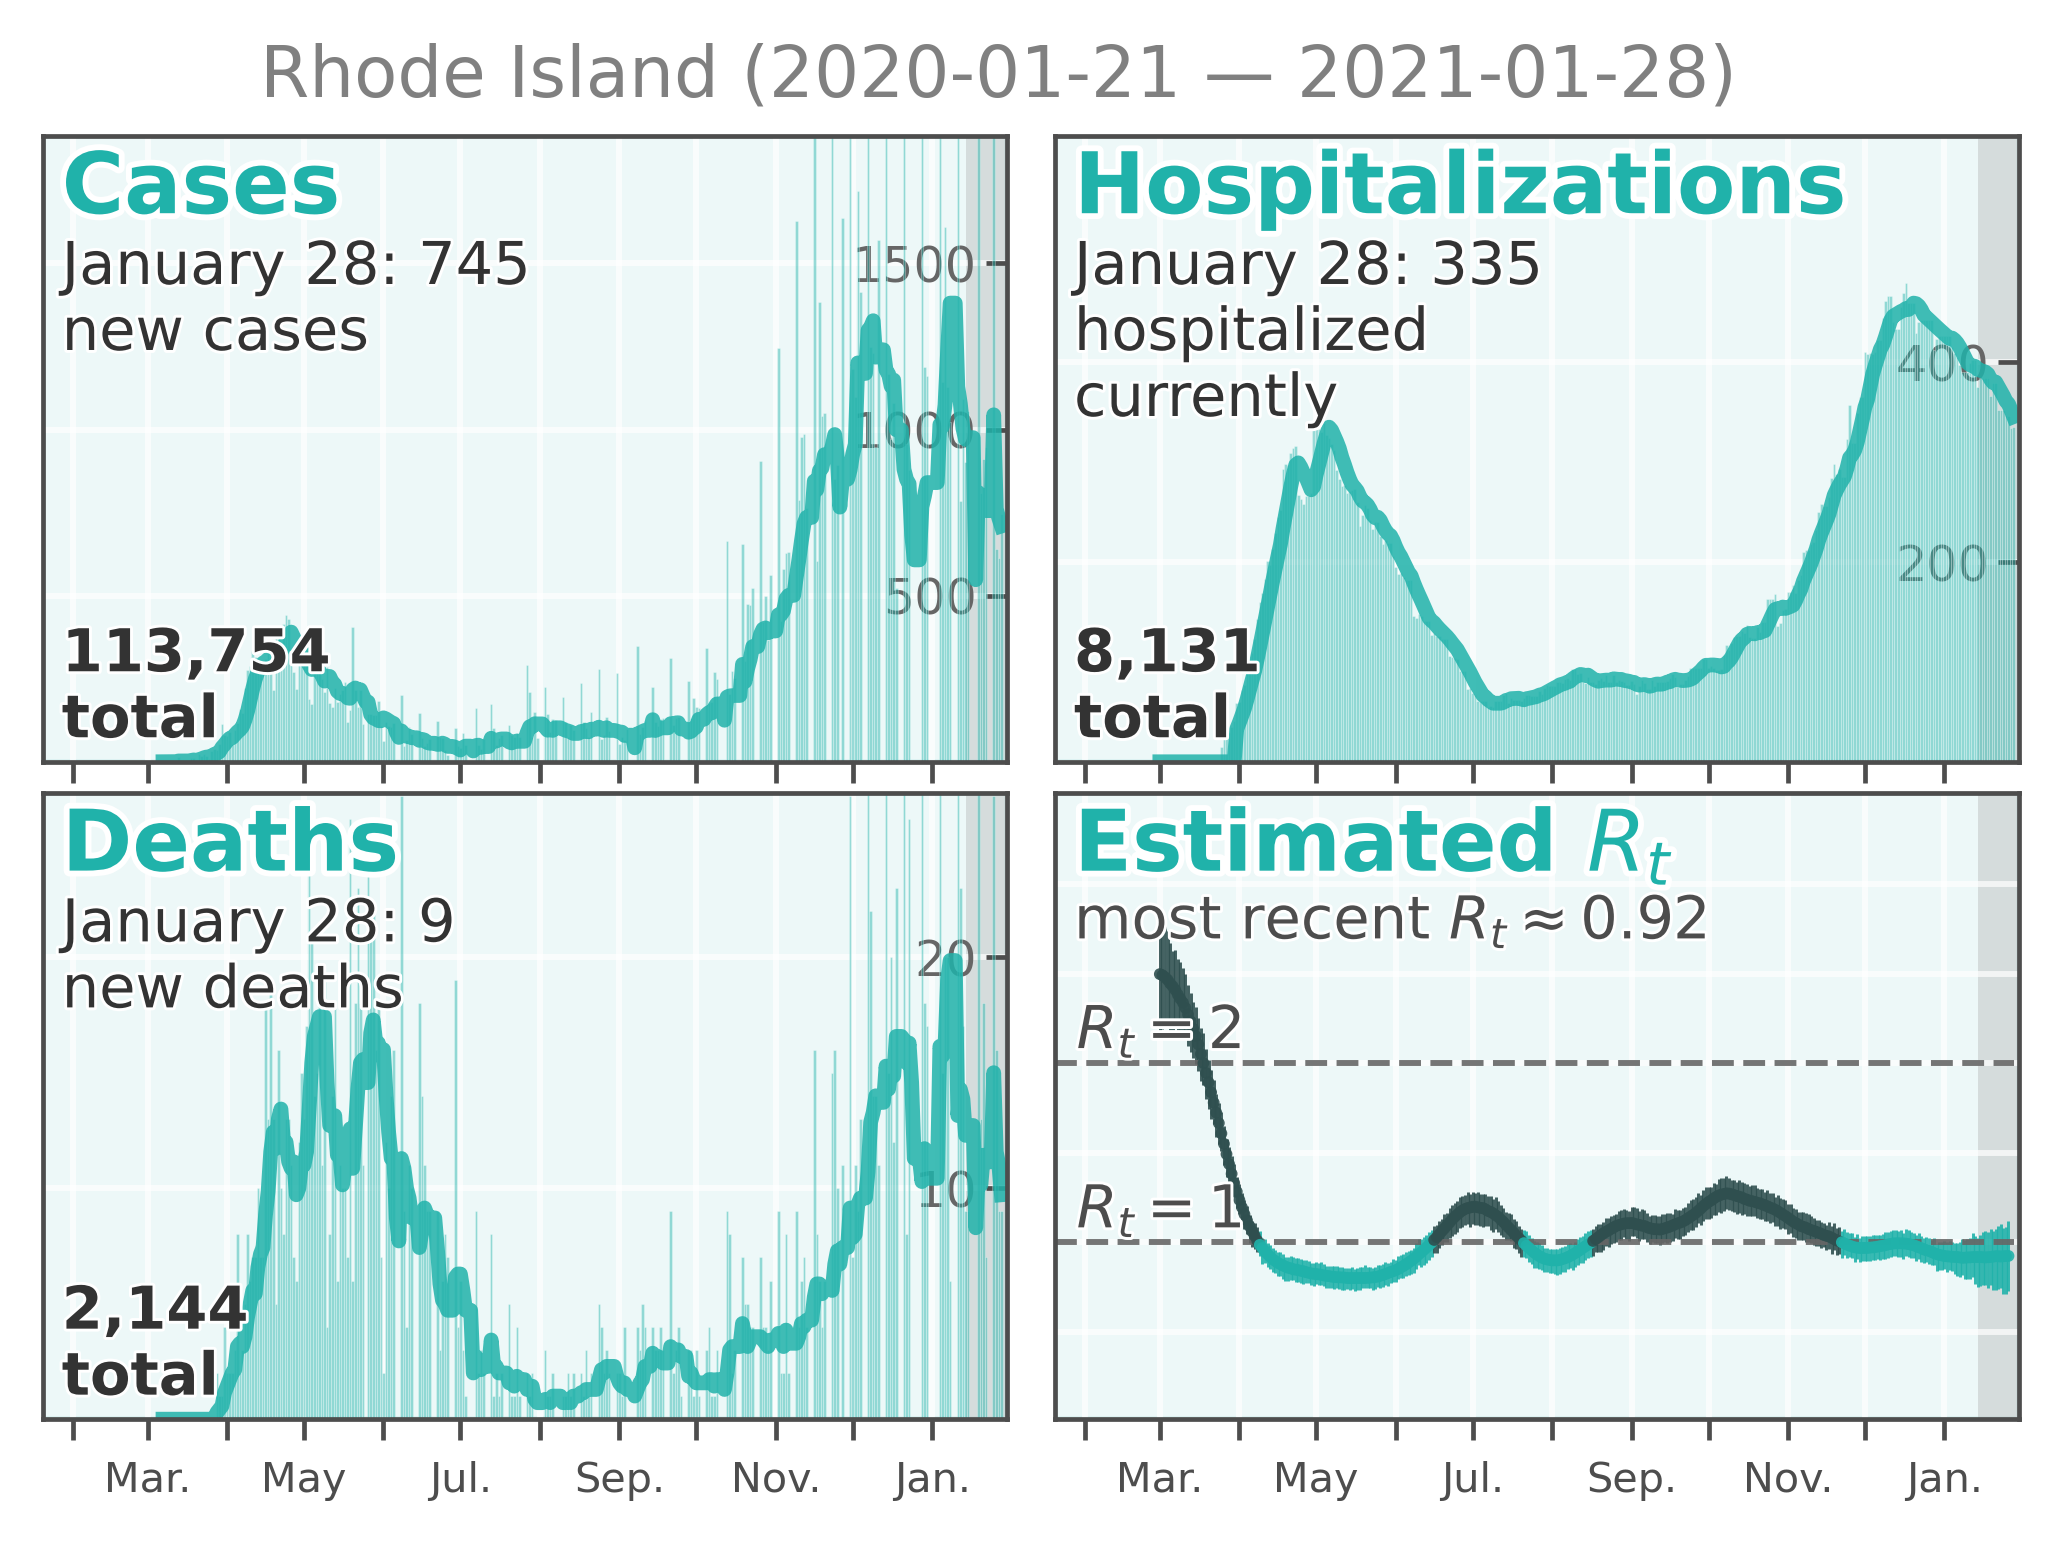 Rhode Island (2020-01-21 — 2021-01-28)
Cases
January 28: 745
new cases
1500
1000
500
113,754
total
Hospitalizations
January 28: 335
hospitalized
currently
400
200
8,131
total
Deaths
January 28: 9
new deaths
20
10
2,144
total
Mar. May Jul. Sep. Nov. Jan.
Estimated Rt
most recent Rt ≈ 0.92
Rt = 2
Rt = 1
Mar. May Jul. Sep. Nov. Jan.